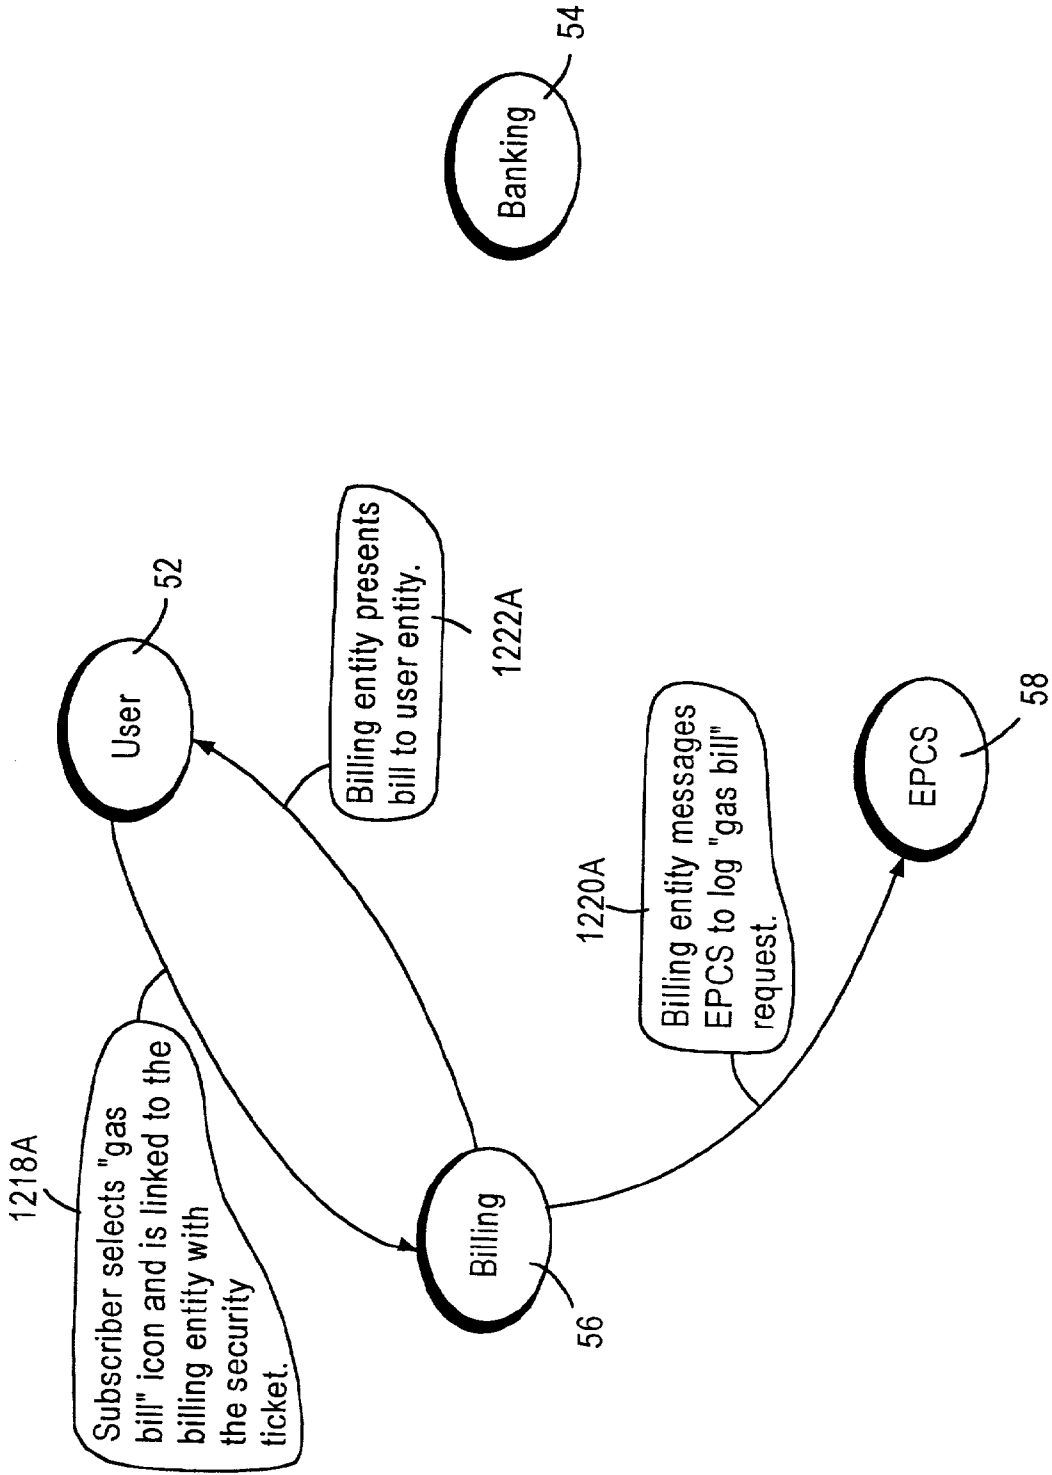 1218A
Subscriber selects "gas
bill" icon and is linked to the
billing entity with
the security
ticket.
User
52
Billing entity presents
bill to user entity.
1222A
Banking
54
Billing
56
1220A
Billing entity messages
EPCS to log "gas bill"
request.
EPCS
58